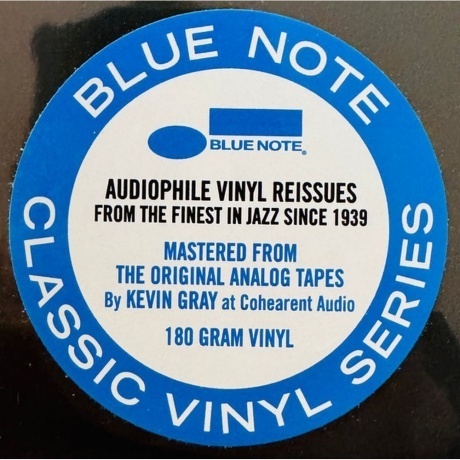 BLUE NOTE
BLUE NOTE®
AUDIOPHILE VINYL REISSUES
FROM THE FINEST IN JAZZ SINCE 1939
MASTERED FROM
THE ORIGINAL ANALOG TAPES
By KEVIN GRAY at Cohearent Audio
180 GRAM VINYL
CLASSIC VINYL SERIES